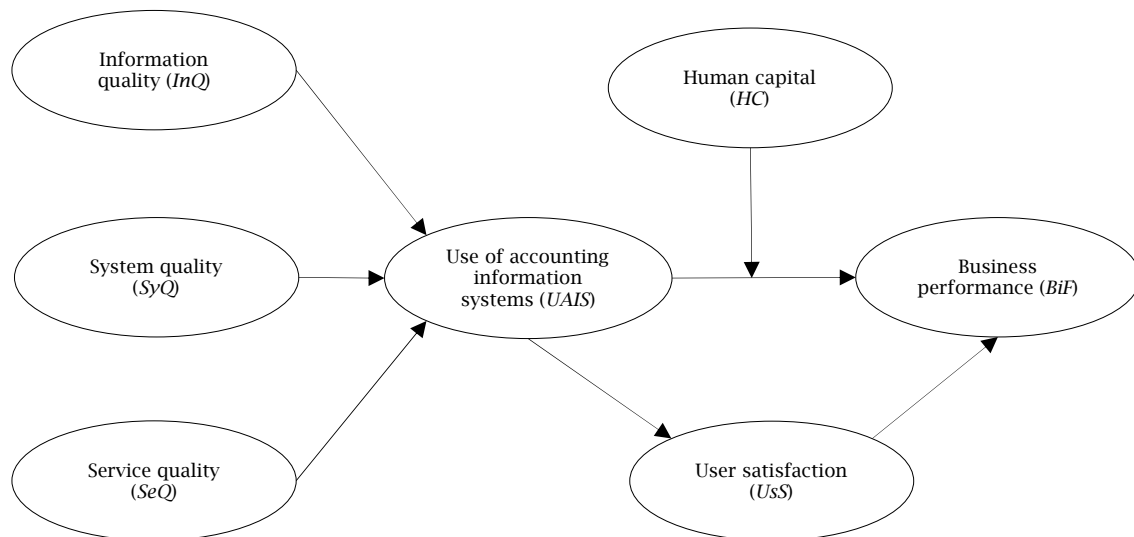 Information
quality (InQ)
Human capital
(HC)
System quality
(SyQ)
Use of accounting
information
systems (UAIS)
Business
performance (BiF)
Service quality
(SeQ)
User satisfaction
(UsS)